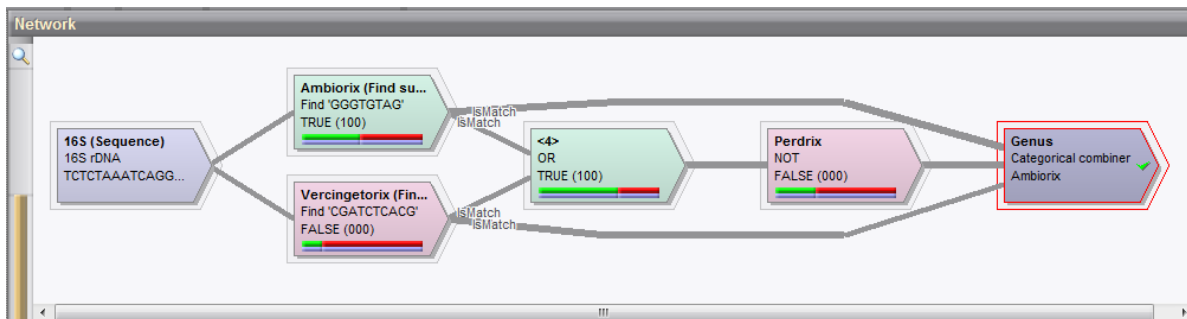 Network
16S (Sequence)
16S rDNA
TCTCTAAATCAGG...
Ambiorix (Find su...
Find 'GGGTGTAG'
TRUE (100)
IsMatch
IsMatch
Vercingetorix (Fin...
Find 'CGATCTCACG'
FALSE (000)
IsMatch
IsMatch
<4>
OR
TRUE (100)
Perdrix
NOT
FALSE (000)
Genus
Categorical combiner
Ambiorix